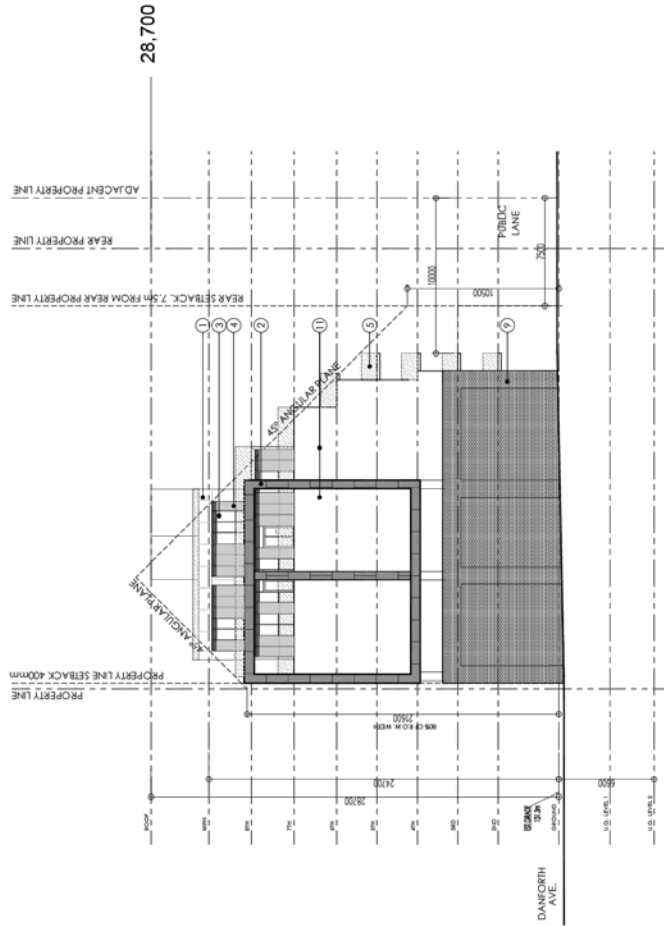 28,700
ADJACENT PROPERTY LINE
REAR PROPERTY LINE
REAR SETBACK, 7.5m FROM REAR PROPERTY LINE
PROPERTY LINE SETBACK 400mm
PROPERTY LINE
1
3
4
2
11
5
9
45° ANGULAR PLANE
45° ANGULAR PLANE
PUBLIC
LANE
10000
7500
10500
21600
80% OF R.O.W. WIDTH
24700
28700
6600
ROOF
MPH
8TH
7TH
6TH
5TH
4TH
3RD
2ND
EST.GRADE
GROUND
U.G. LEVEL 1
U.G. LEVEL 2
DANFORTH
AVE.